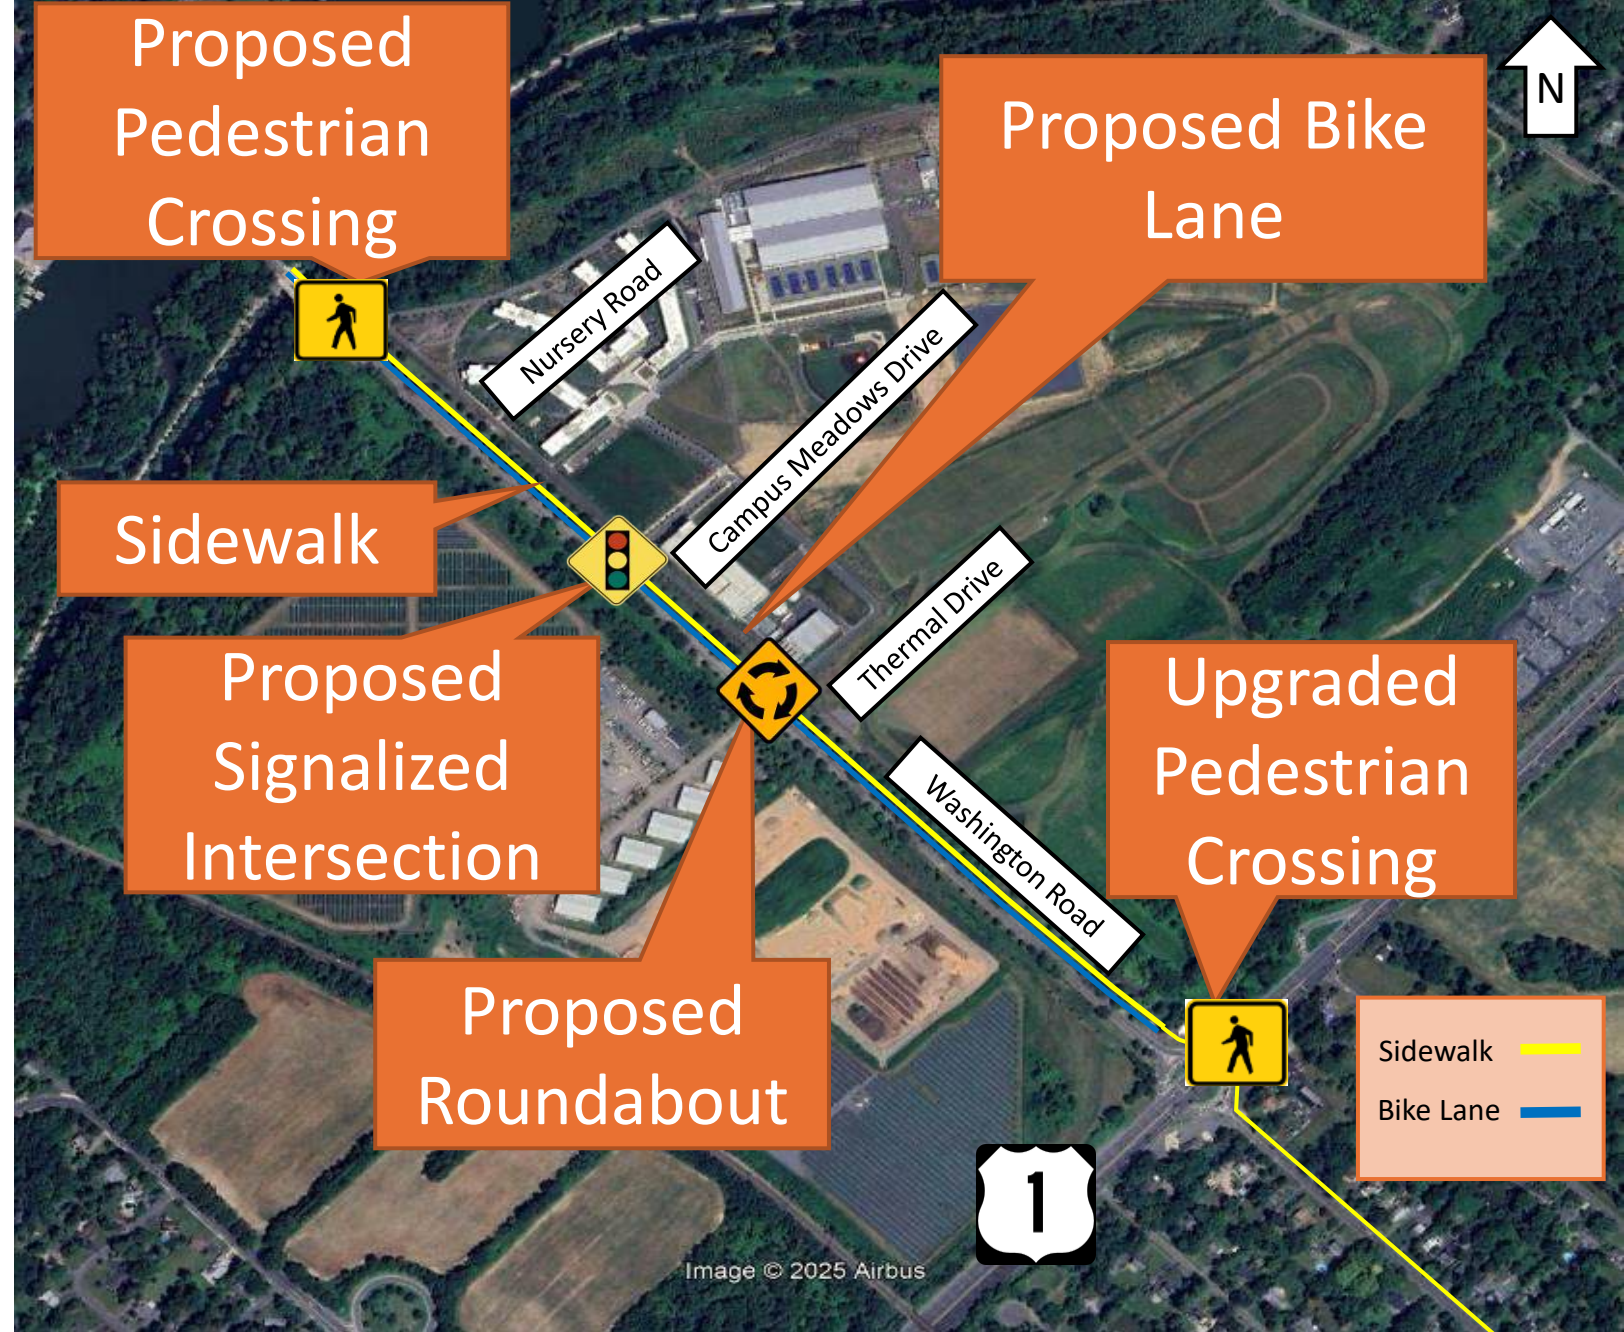 Proposed
Pedestrian
Crossing
Proposed Bike
Lane
N
Nursery Road
Campus Meadows Drive
Sidewalk
Thermal Drive
Proposed
Signalized
Intersection
Upgraded
Pedestrian
Crossing
Washington Road
Proposed
Roundabout
Sidewalk
Bike Lane
1
Image © 2025 Airbus